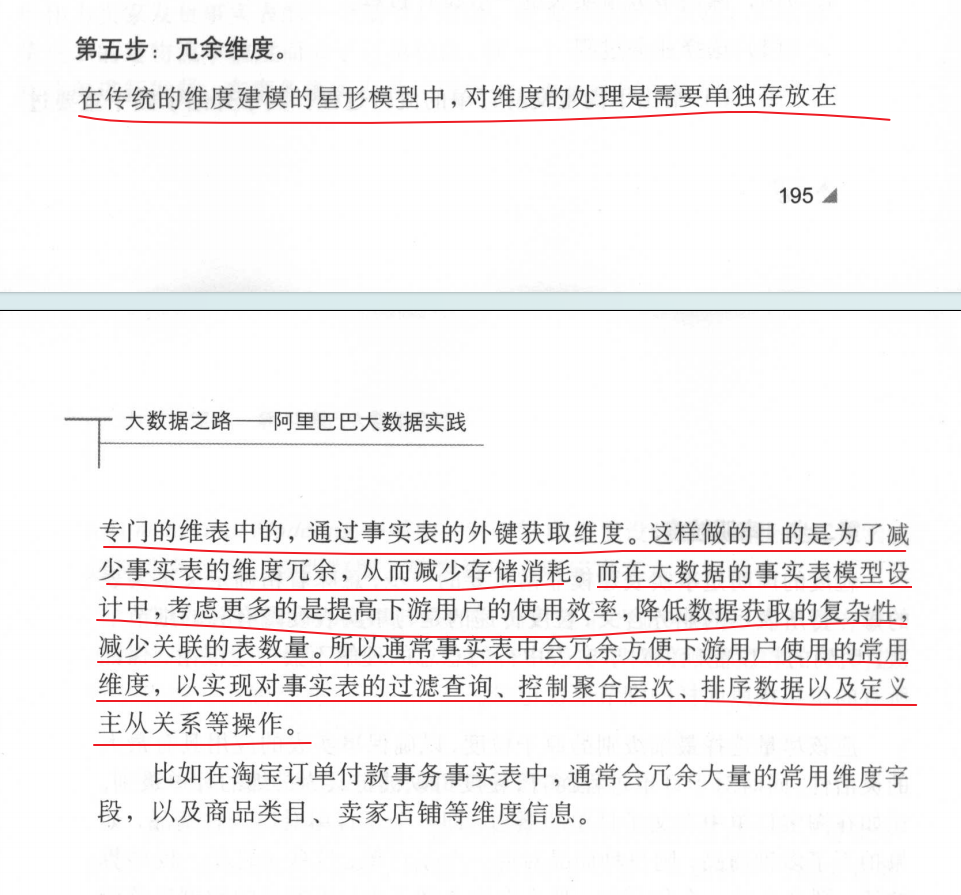 第五步：冗余维度。
在传统的维度建模的星形模型中，对维度的处理是需要单独存放在
195
大数据之路——阿里巴巴大数据实践
专门的维表中的，通过事实表的外键获取维度。这样做的目的是为了减
少事实表的维度冗余，从而减少存储消耗。而在大数据的事实表模型设
计中，考虑更多的是提高下游用户的使用效率，降低数据获取的复杂性，
减少关联的表数量。所以通常事实表中会冗余方便下游用户使用的常用
维度，以实现对事实表的过滤查询、控制聚合层次、排序数据以及定义
主从关系等操作。
比如在淘宝订单付款事务事实表中，通常会冗余大量的常用维度字
段，以及商品类目、卖家店铺等维度信息。